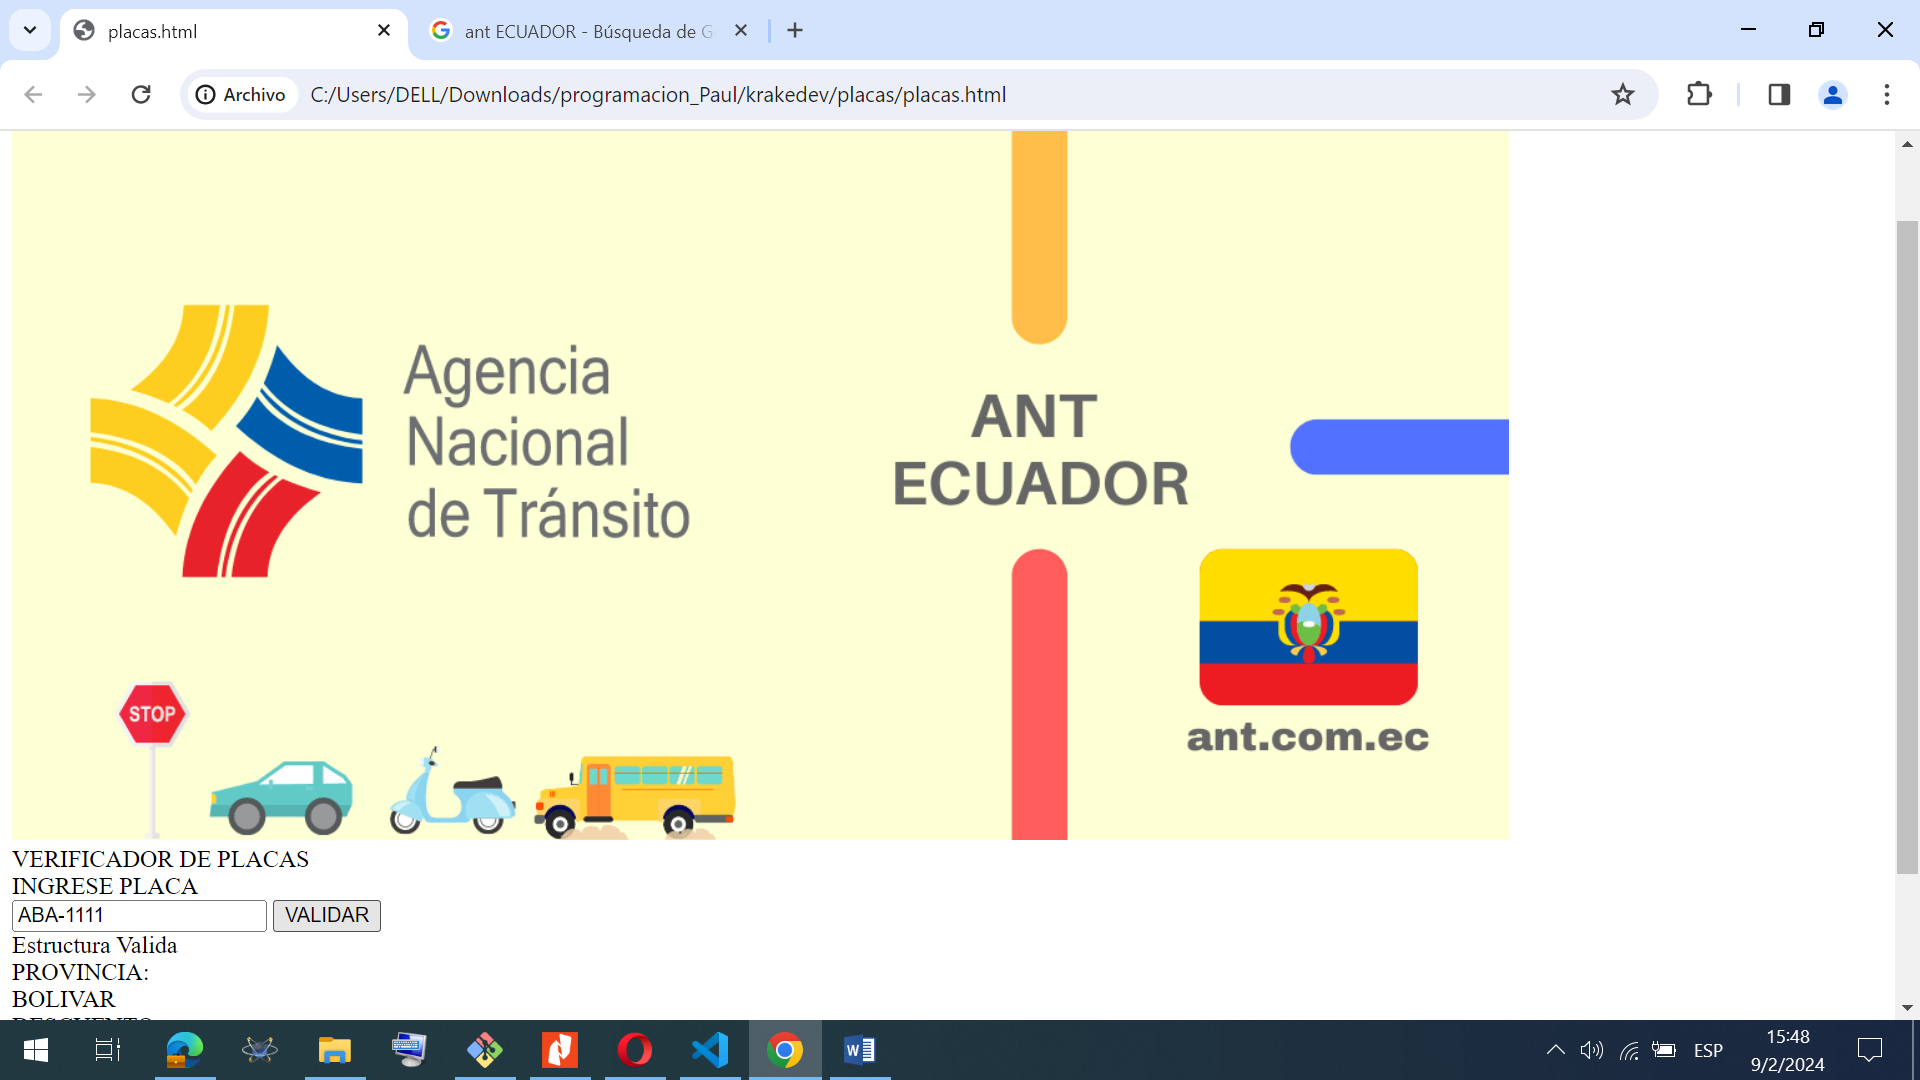 placas.html
ant ECUADOR - Búsqueda de G
Archivo
C:/Users/DELL/Downloads/programacion_Paul/krakedev/placas/placas.html
Agencia
Nacional
de Tránsito
ANT
ECUADOR
STOP
ant.com.ec
VERIFICADOR DE PLACAS
INGRESE PLACA
ABA-1111 VALIDAR
Estructura Valida
PROVINCIA:
BOLIVAR
DESCUENTO
ESP
15:48
9/2/2024